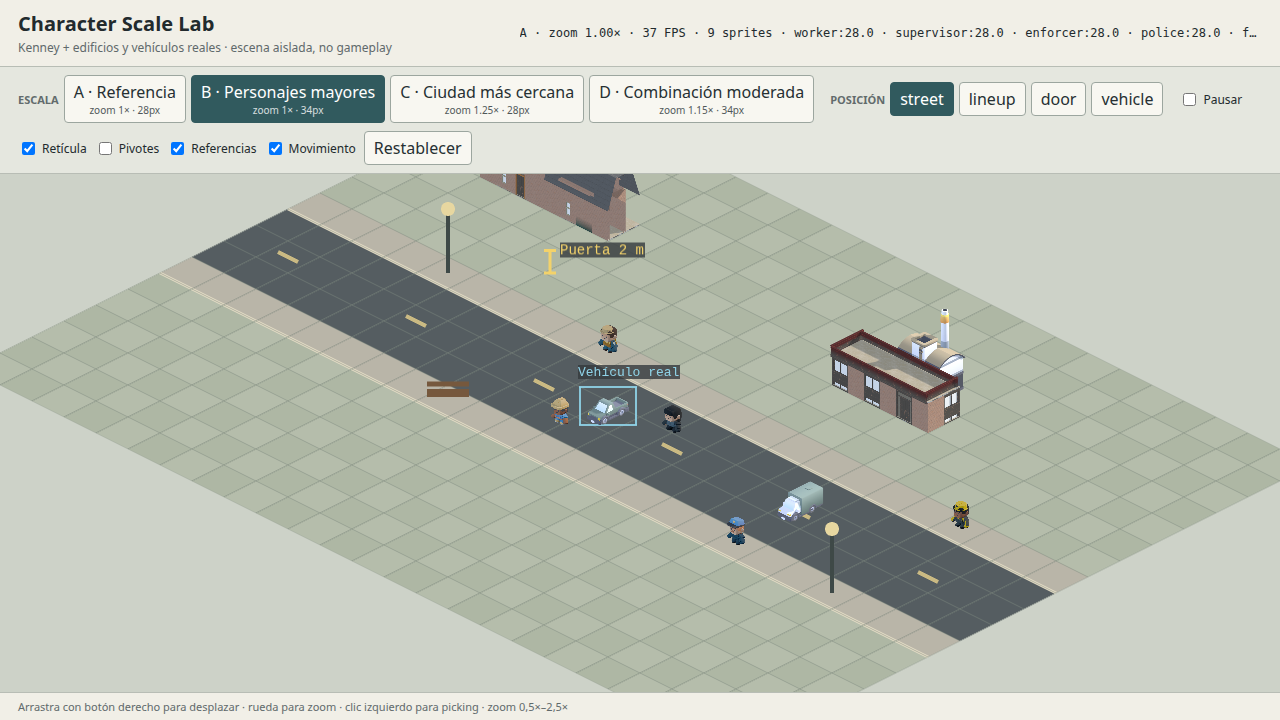 Character Scale Lab
Kenney + edificios y vehículos reales · escena aislada, no gameplay
A · zoom 1.00× · 37 FPS · 9 sprites · worker:28.0 · supervisor:28.0 · enforcer:28.0 · police:28.0 · f…
ESCALA
A · Referencia
zoom 1× · 28px
B · Personajes mayores
zoom 1× · 34px
C · Ciudad más cercana
zoom 1.25× · 28px
D · Combinación moderada
zoom 1.15× · 34px
POSICIÓN
street
lineup
door
vehicle
Pausar
Retícula
Pivotes
Referencias
Movimiento
Restablecer
Puerta 2 m
Vehículo real
Arrastra con botón derecho para desplazar · rueda para zoom · clic izquierdo para picking · zoom 0,5×–2,5×